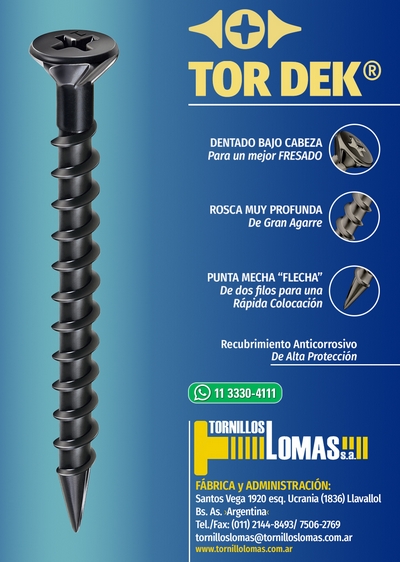 TOR DEK®
DENTADO BAJO CABEZA
Para un mejor FRESADO
ROSCA MUY PROFUNDA
De Gran Agarre
PUNTA MECHA “FLECHA”
De dos filos para una
Rápida Colocación
Recubrimiento Anticorrosivo
De Alta Protección
11 3330-4111
TORNILLOS
LOMAS s.a.
FÁBRICA y ADMINISTRACIÓN:
Santos Vega 1920 esq. Ucrania (1836) Llavallol
Bs. As. ›Argentina‹
Tel./Fax: (011) 2144-8493/ 7506-2769
tornilloslomas@tornilloslomas.com.ar
www.tornillolomas.com.ar